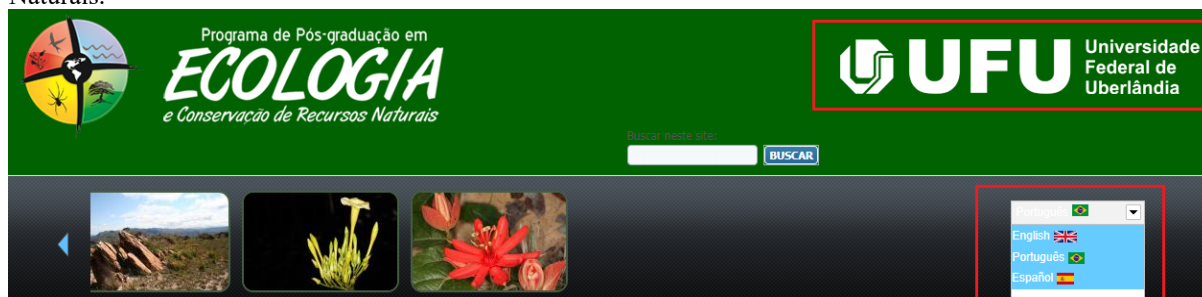 Naturais.
Programa de Pós-graduação em
ECOLOGIA
e Conservação de Recursos Naturais
UFU
Universidade
Federal de
Uberlândia
Buscar neste site:
BUSCAR
Português
English
Português
Español